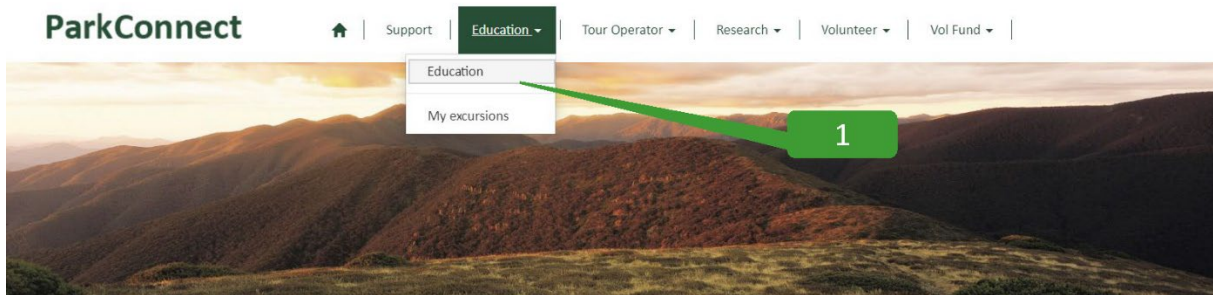 ParkConnect
Support Education Tour Operator Research Volunteer Vol Fund
Education
My excursions
1